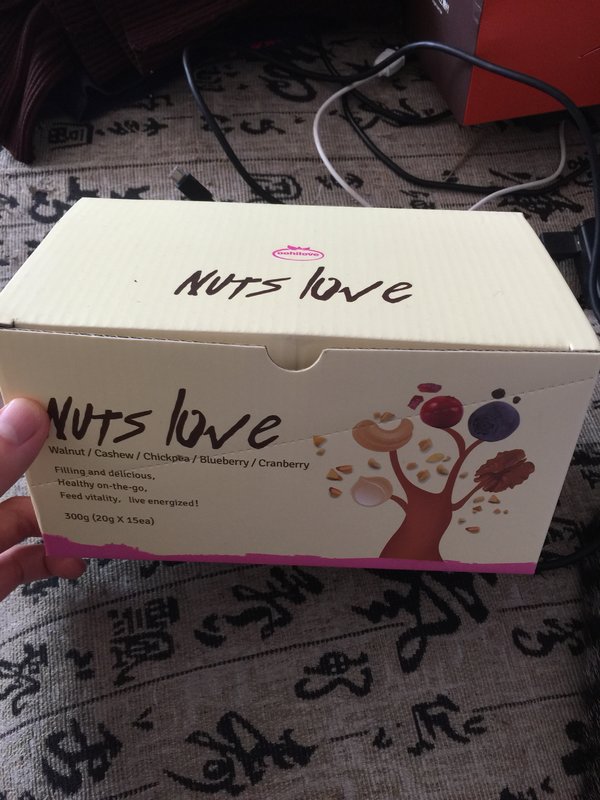 oohilove
NUTS love
NUTS love
Walnut / Cashew / Chickpea / Blueberry / Cranberry
Filling and delicious,
Healthy on-the-go,
Feed vitality, live energized!
300g (20g X 15ea)